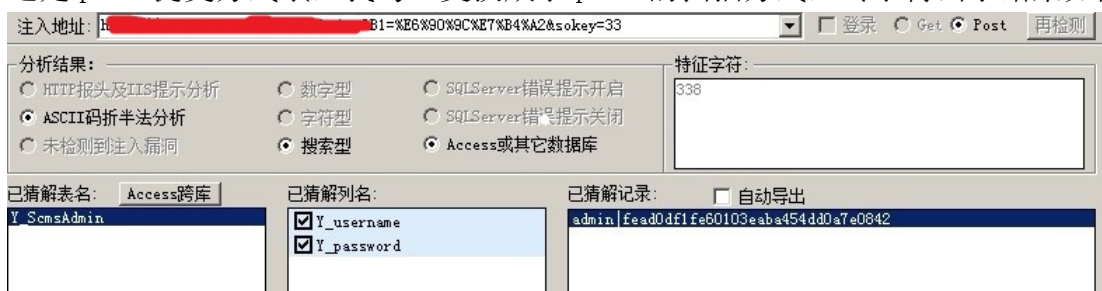 注入地址: H B1=%E6%90%9C%E7%B4%A2&sokey=33 登录 Get Post 再检测
分析结果: 特征字符:
HTTP报头及IIS提示分析 数字型 SQLServer错误提示开启 338
ASCII码折半法分析 字符型 SQLServer错误提示关闭
未检测到注入漏洞 搜索型 Access或其它数据库
已猜解表名: Access跨库 已猜解列名: 已猜解记录: 自动导出
Y_ScmsAdmin Y_username admin|fead0df1fe60103eaba454dd0a7e0842
Y_password